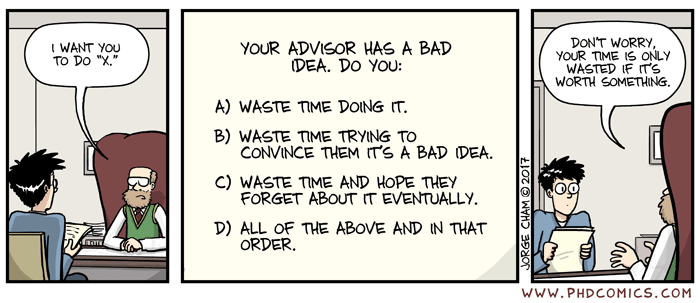 I WANT YOU
TO DO "X."
YOUR ADVISOR HAS A BAD
IDEA. DO YOU:
A) WASTE TIME DOING IT.
B) WASTE TIME TRYING TO
CONVINCE THEM IT'S A BAD IDEA.
C) WASTE TIME AND HOPE THEY
FORGET ABOUT IT EVENTUALLY.
D) ALL OF THE ABOVE AND IN THAT
ORDER.
DON'T WORRY,
YOUR TIME IS ONLY
WASTED IF IT'S
WORTH SOMETHING.
JORGE CHAM © 2017
WWW.PHDCOMICS.COM